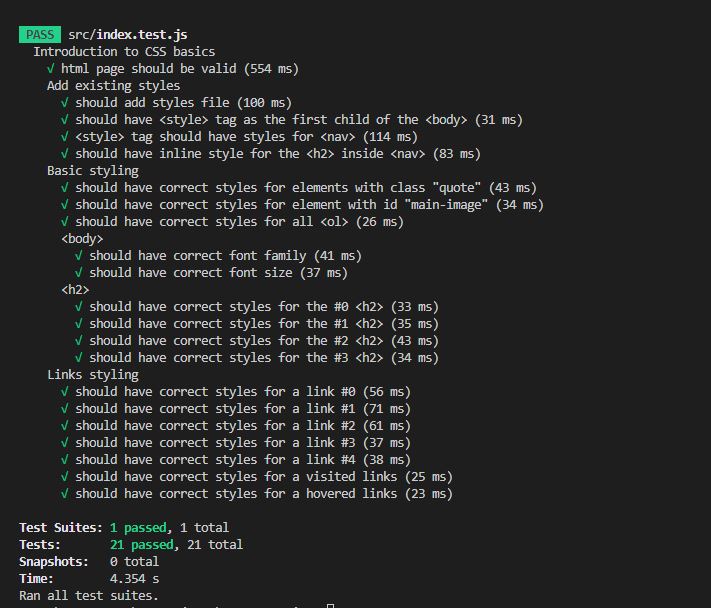 PASS src/index.test.js
Introduction to CSS basics
√ html page should be valid (554 ms)
Add existing styles
√ should add styles file (100 ms)
√ should have <style> tag as the first child of the <body> (31 ms)
√ <style> tag should have styles for <nav> (114 ms)
√ should have inline style for the <h2> inside <nav> (83 ms)
Basic styling
√ should have correct styles for elements with class "quote" (43 ms)
√ should have correct styles for element with id "main-image" (34 ms)
√ should have correct styles for all <ol> (26 ms)
<body>
√ should have correct font family (41 ms)
√ should have correct font size (37 ms)
<h2>
√ should have correct styles for the #0 <h2> (33 ms)
√ should have correct styles for the #1 <h2> (35 ms)
√ should have correct styles for the #2 <h2> (43 ms)
√ should have correct styles for the #3 <h2> (34 ms)
Links styling
√ should have correct styles for a link #0 (56 ms)
√ should have correct styles for a link #1 (71 ms)
√ should have correct styles for a link #2 (61 ms)
√ should have correct styles for a link #3 (37 ms)
√ should have correct styles for a link #4 (38 ms)
√ should have correct styles for a visited links (25 ms)
√ should have correct styles for a hovered links (23 ms)
Test Suites: 1 passed, 1 total
Tests: 21 passed, 21 total
Snapshots: 0 total
Time: 4.354 s
Ran all test suites.